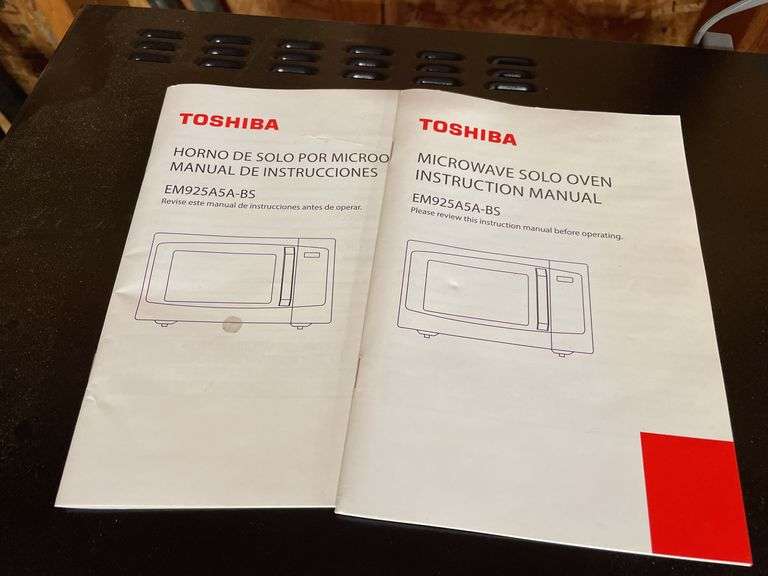 TOSHIBA
HORNO DE SOLO POR MICROO
MANUAL DE INSTRUCCIONES
EM925A5A-BS
Revise este manual de instrucciones antes de operar.
TOSHIBA
MICROWAVE SOLO OVEN
INSTRUCTION MANUAL
EM925A5A-BS
Please review this instruction manual before operating.